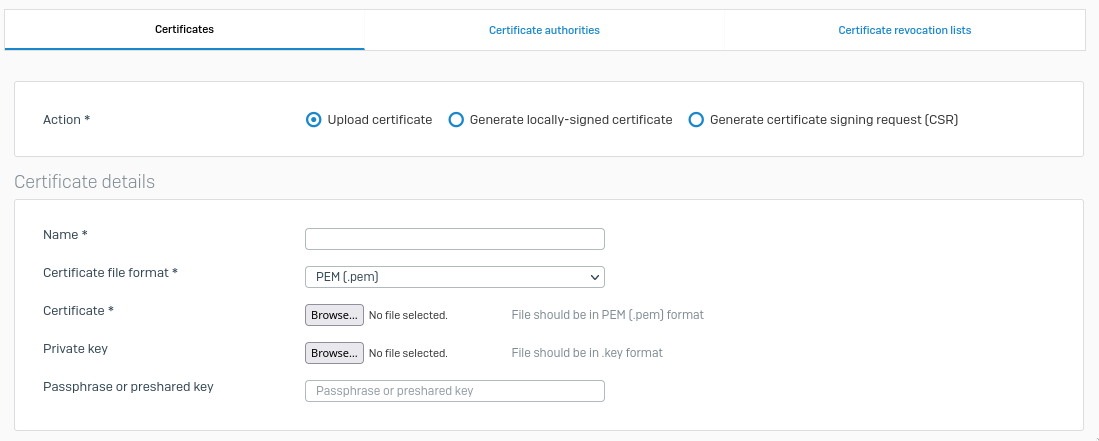 Certificates Certificate authorities Certificate revocation lists
Action * Upload certificate Generate locally-signed certificate Generate certificate signing request (CSR)
Certificate details
Name *
Certificate file format * PEM (.pem)
Certificate * Browse... No file selected. File should be in PEM (.pem) format
Private key Browse... No file selected. File should be in .key format
Passphrase or preshared key Passphrase or preshared key